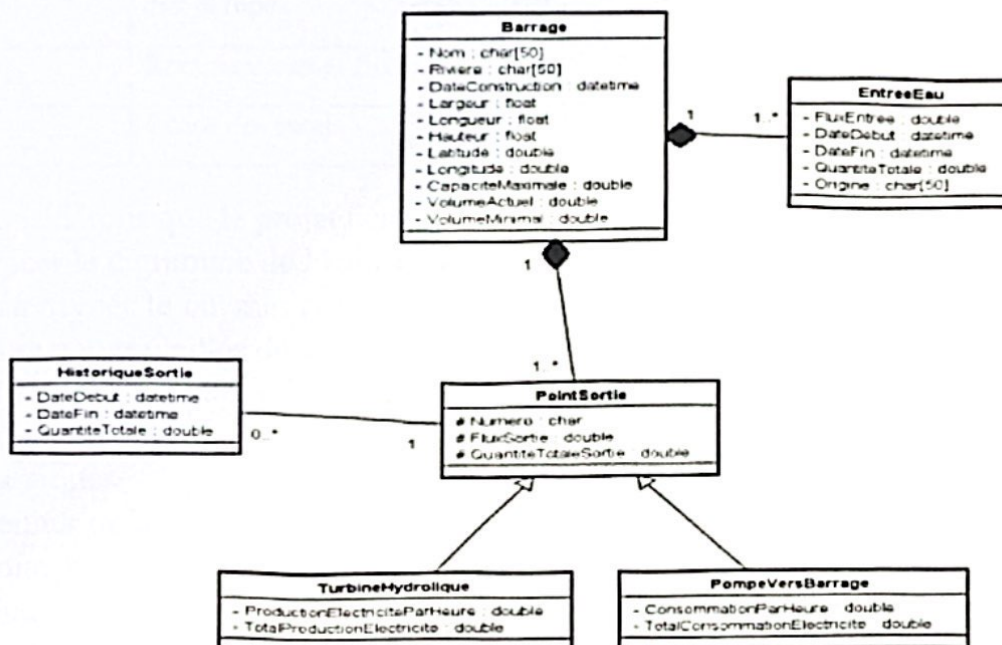 Barrage
- Nom : char[50]
- Riviere : char[50]
- DateConstruction : datetime
- Largeur : float
- Longueur : float
- Hauteur : float
- Latitude : double
- Longitude : double
- CapaciteMaximale : double
- VolumeActuel : double
- VolumeMinimal : double
1
1..*
EntreeEau
- FluxEntree : double
- DateDebut : datetime
- DateFin : datetime
- QuantiteTotale : double
- Origine : char[50]
1
1..*
HistoriqueSortie
- DateDebut : datetime
- DateFin : datetime
- QuantiteTotale : double
0..*
1
PointSortie
# Numero : char
# FluxSortie : double
# QuantiteTotaleSortie : double
TurbineHydrolique
- ProductionElectriciteParHeure : double
- TotalProductionElectricite : double
PompeVersBarrage
- ConsommationParHeure : double
- TotalConsommationElectricite : double